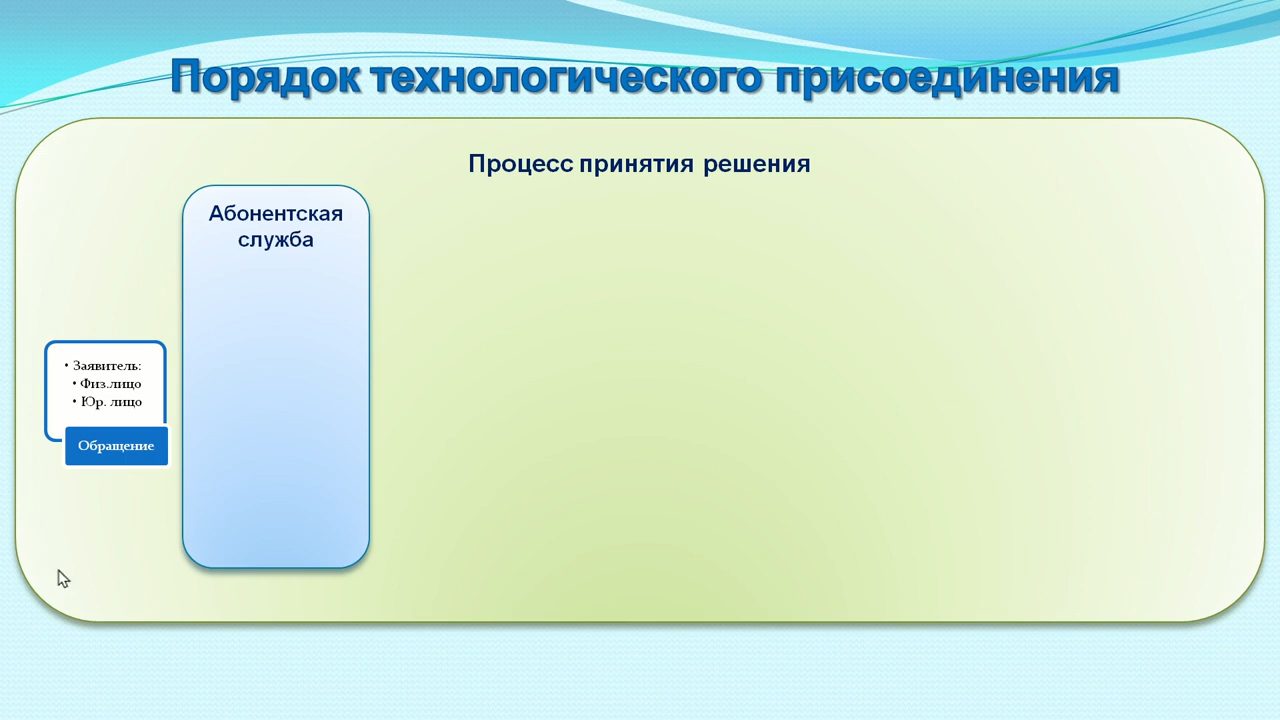 Порядок технологического присоединения
Процесс принятия решения
Абонентская
служба
• Заявитель:
• Физ.лицо
• Юр. лицо
Обращение